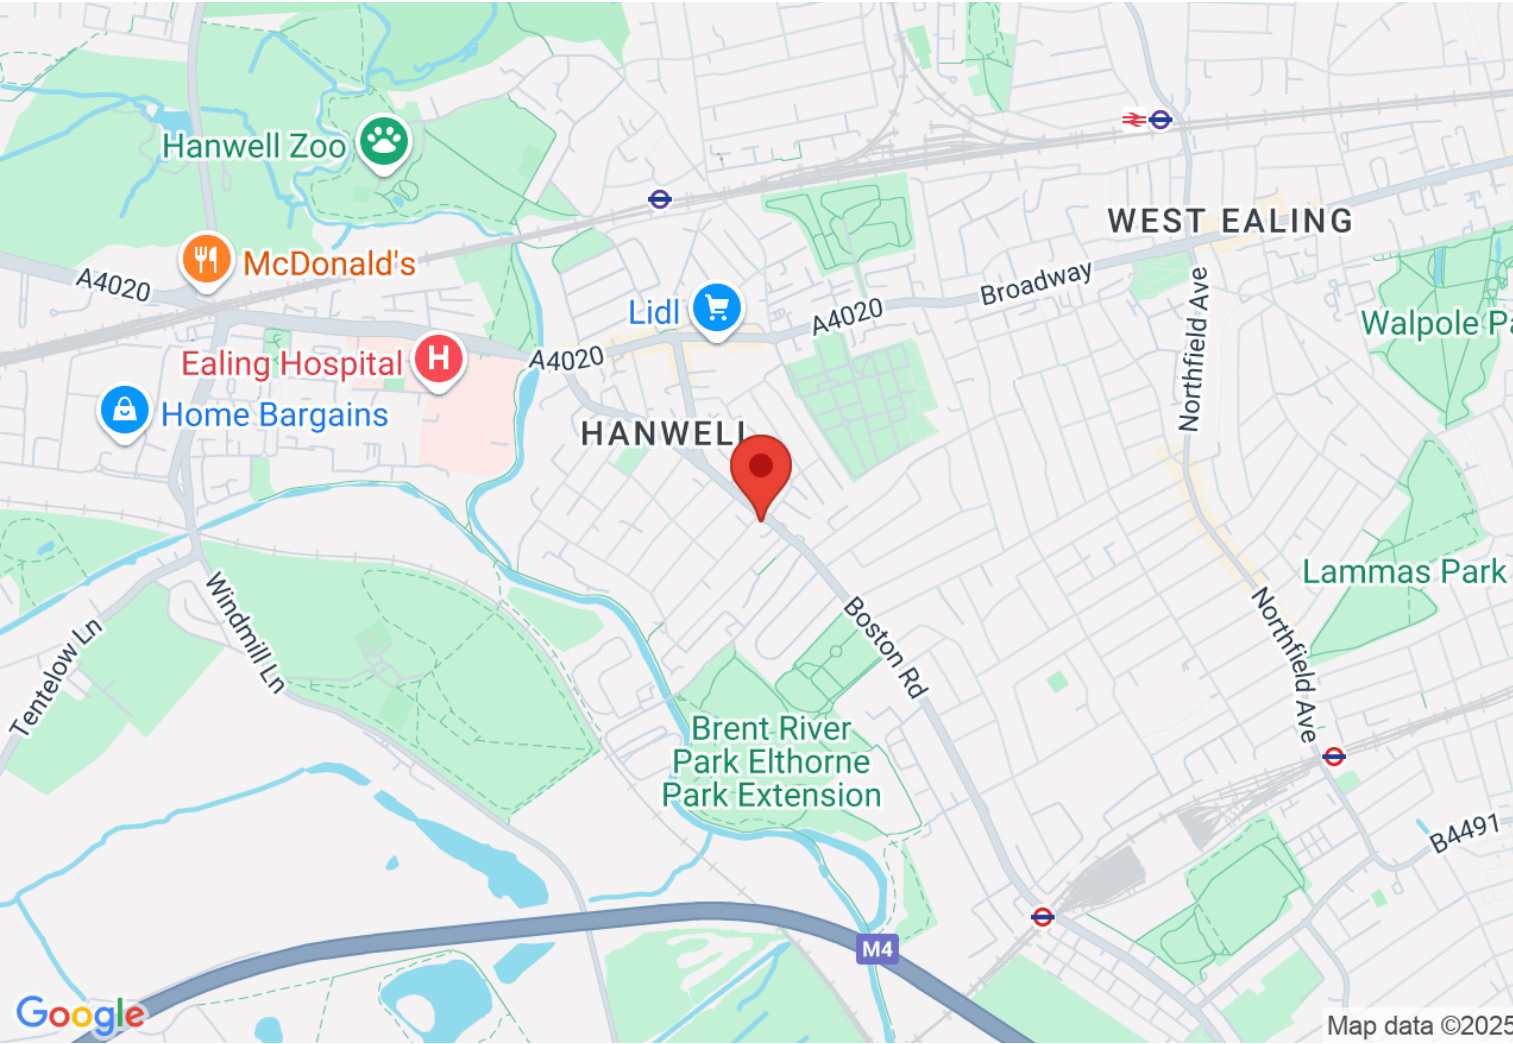 Hanwell Zoo
WEST EALING
McDonald's
A4020
Broadway
Lidl
A4020
Northfield Ave
Walpole Pa
A4020
Ealing Hospital
H
Home Bargains
HANWELL
Lammas Park
Windmill Ln
Boston Rd
Northfield Ave
Tentelow Ln
Brent River
Park Elthorne
Park Extension
B4491
M4
Google
Map data ©2025